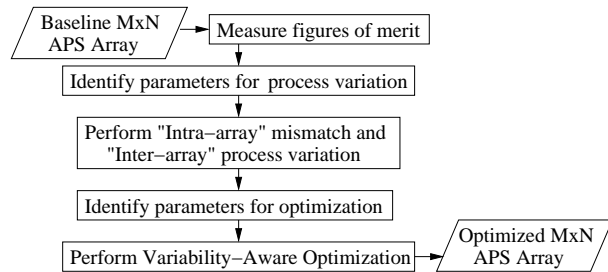 Baseline MxN
APS Array
Measure figures of merit
Identify parameters for process variation
Perform "Intra−array" mismatch and
"Inter−array" process variation
Identify parameters for optimization
Perform Variability−Aware Optimization
Optimized MxN
APS Array